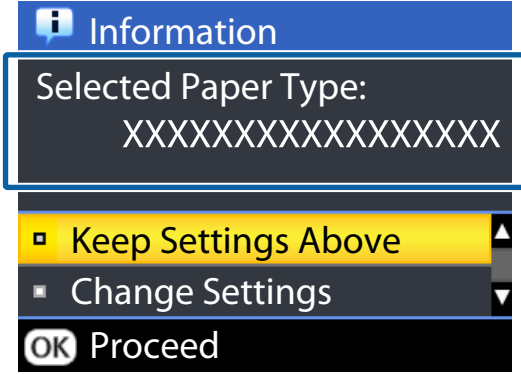 Information
Selected Paper Type:
XXXXXXXXXXXXXXXXX
Keep Settings Above
Change Settings
OK Proceed